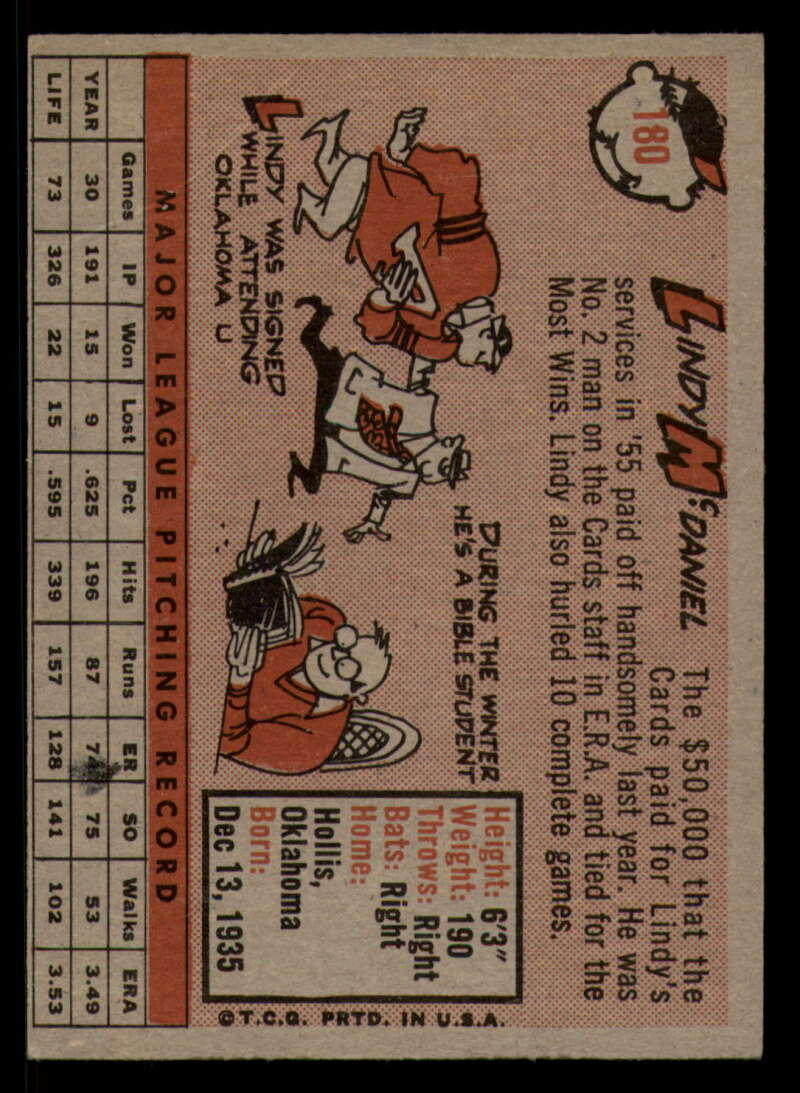 180
LINDY McDANIEL
The $50,000 that the
Cards paid for Lindy's
services in '55 paid off handsomely last year. He was
No. 2 man on the Cards staff in E.R.A. and tied for the
Most Wins. Lindy also hurled 10 complete games.
LINDY WAS SIGNED
WHILE ATTENDING
OKLAHOMA U
DURING THE WINTER
HE'S A BIBLE STUDENT
Height: 6'3"
Weight: 190
Throws: Right
Bats: Right
Home:
Hollis,
Oklahoma
Born:
Dec 13, 1935
©T.C.G. PRTD. IN U.S.A.
MAJOR LEAGUE PITCHING RECORD
Games IP Won Lost Pct Hits Runs ER SO Walks ERA
YEAR 30 191 15 9 .625 196 87 74 75 53 3.49
LIFE 73 326 22 15 .595 339 157 128 141 102 3.53